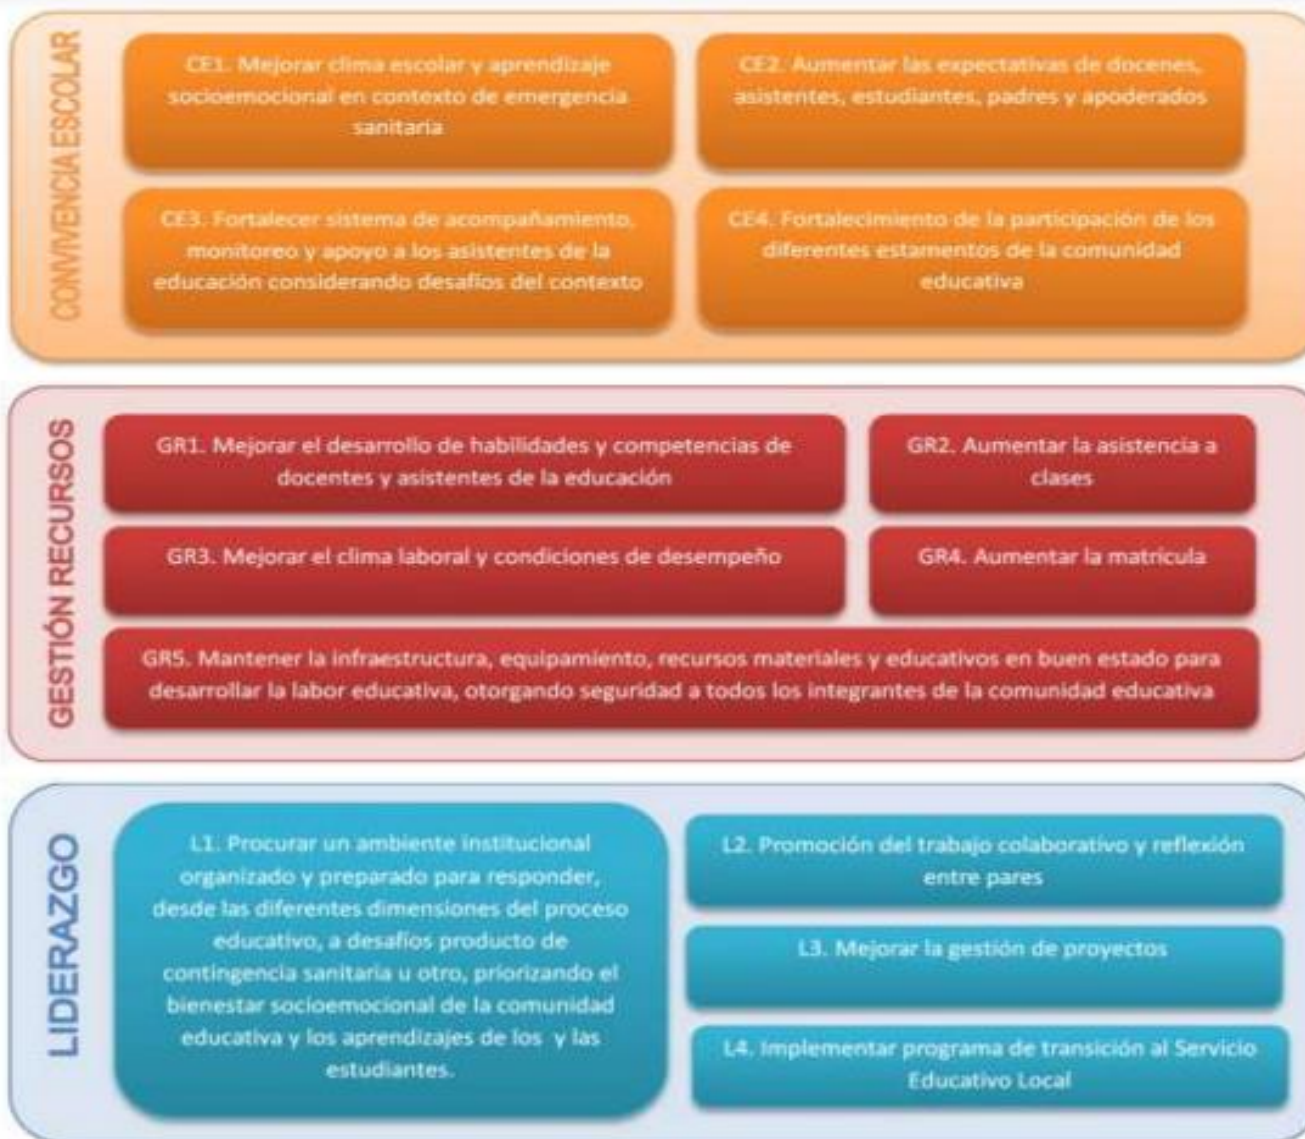 CONVIVENCIA ESCOLAR
CE1. Mejorar clima escolar y aprendizaje
socioemocional en contexto de emergencia
sanitaria
CE2. Aumentar las expectativas de docenes,
asistentes, estudiantes, padres y apoderados
CE3. Fortalecer sistema de acompañamiento,
monitoreo y apoyo a los asistentes de la
educación considerando desafíos del contexto
CE4. Fortalecimiento de la participación de los
diferentes estamentos de la comunidad
educativa
GESTIÓN RECURSOS
GR1. Mejorar el desarrollo de habilidades y competencias de
docentes y asistentes de la educación
GR2. Aumentar la asistencia a
clases
GR3. Mejorar el clima laboral y condiciones de desempeño
GR4. Aumentar la matrícula
GR5. Mantener la infraestructura, equipamiento, recursos materiales y educativos en buen estado para
desarrollar la labor educativa, otorgando seguridad a todos los integrantes de la comunidad educativa
LIDERAZGO
L1. Procurar un ambiente institucional
organizado y preparado para responder,
desde las diferentes dimensiones del proceso
educativo, a desafíos producto de
contingencia sanitaria u otro, priorizando el
bienestar socioemocional de la comunidad
educativa y los aprendizajes de los y las
estudiantes.
L2. Promoción del trabajo colaborativo y reflexión
entre pares
L3. Mejorar la gestión de proyectos
L4. Implementar programa de transición al Servicio
Educativo Local